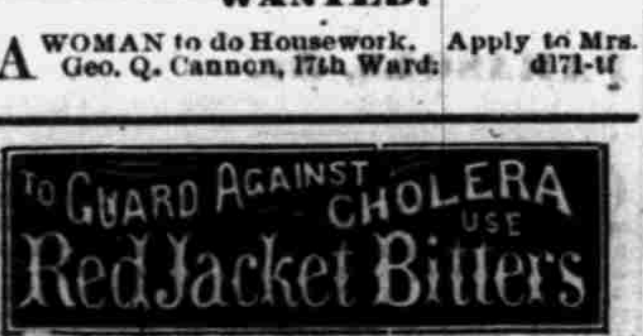 WANTED.
A WOMAN to do Housework. Apply to Mrs.
Geo. Q. Cannon, 17th Ward. d171-tf
TO GUARD AGAINST CHOLERA
USE
Red Jacket Bitters